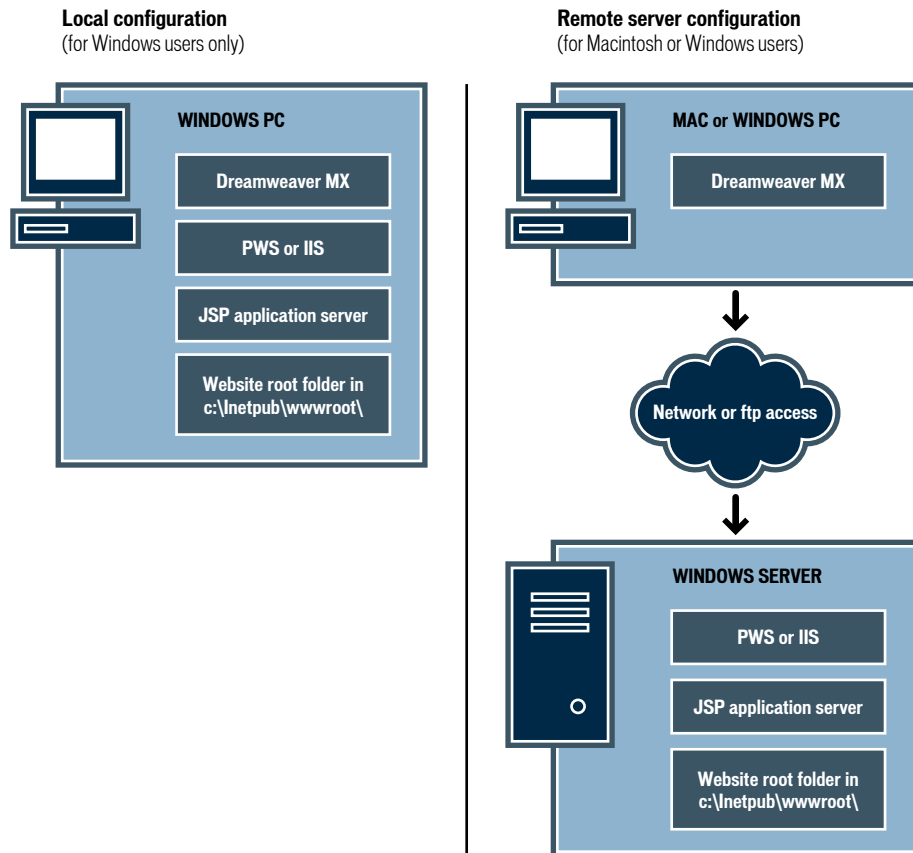 Local configuration
(for Windows users only)
WINDOWS PC
Dreamweaver MX
PWS or IIS
JSP application server
Website root folder in
c:\Inetpub\wwwroot\
Remote server configuration
(for Macintosh or Windows users)
MAC or WINDOWS PC
Dreamweaver MX
Network or ftp access
WINDOWS SERVER
PWS or IIS
JSP application server
Website root folder in
c:\Inetpub\wwwroot\